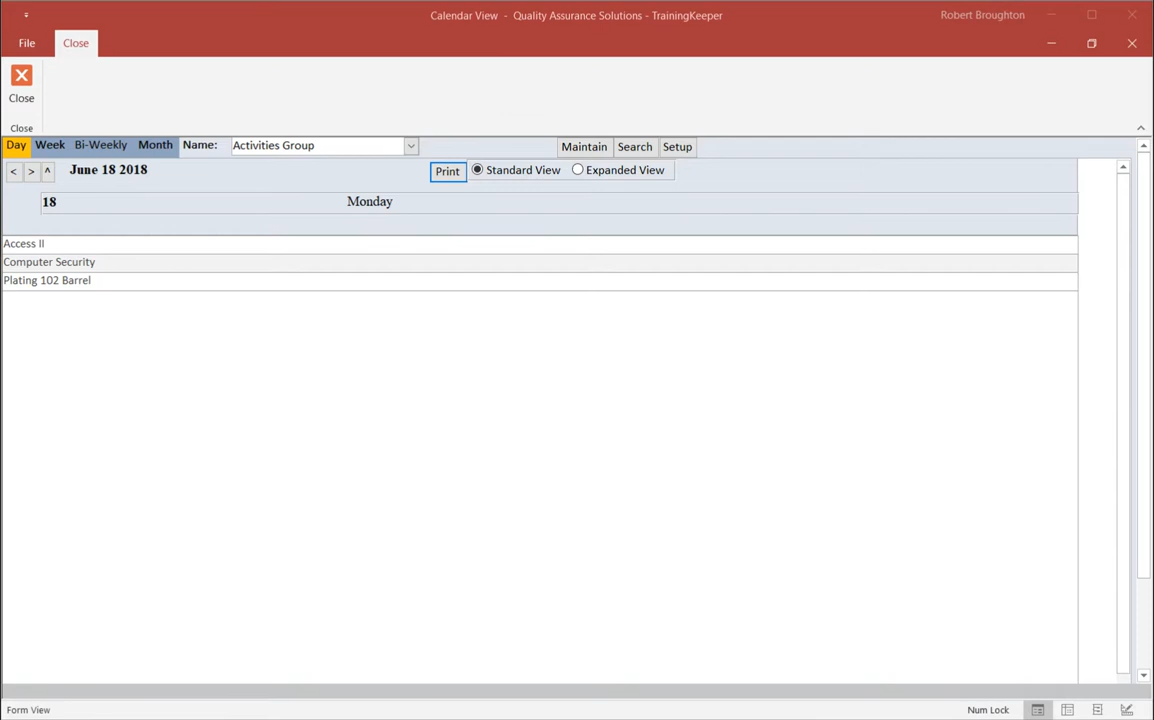 Calendar View - Quality Assurance Solutions - TrainingKeeper
Robert Broughton
File
Close
Close
Close
Day Week Bi-Weekly Month Name: Activities Group Maintain Search Setup
< > ^ June 18 2018 Print Standard View Expanded View
18 Monday
Access II
Computer Security
Plating 102 Barrel
Form View
Num Lock